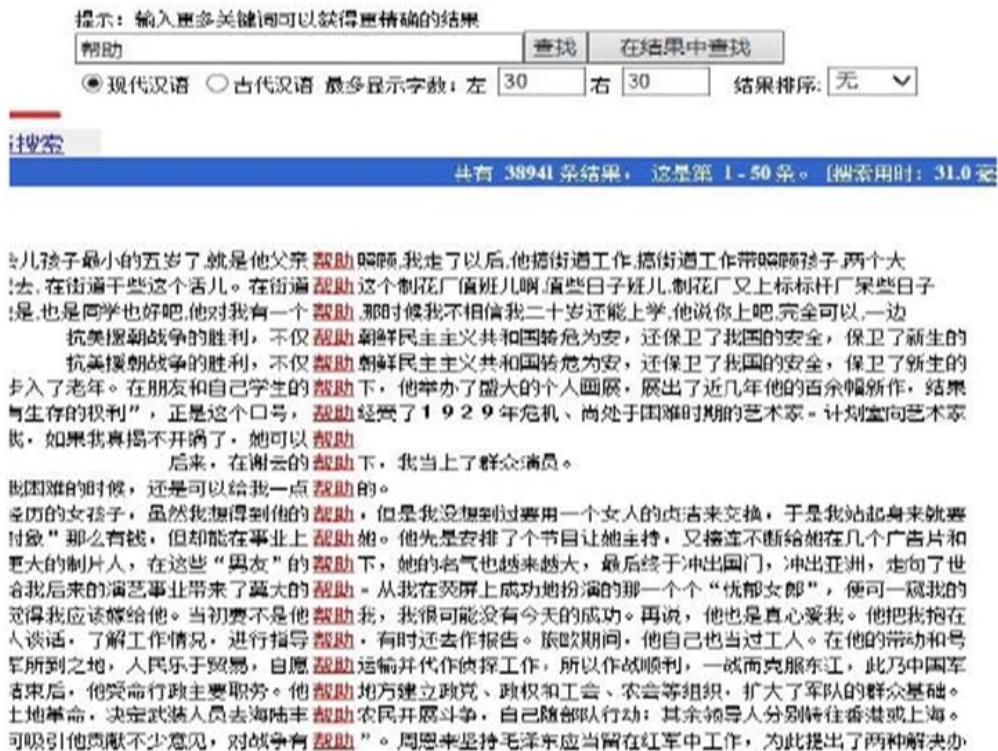 提示：输入更多关键词可以获得更精确的结果
帮助 查找 在结果中查找
现代汉语 古代汉语 最多显示字数：左 30 右 30 结果排序: 无
搜索
共有 38941 条结果， 这是第 1 - 50 条。 [搜索用时：31.0 毫
儿孩子最小的五岁了,就是他父亲 帮助 照顾,我走了以后,他搞街道工作,搞街道工作带照顾孩子,两个大
去,在街道干些这个活儿。在街道 帮助 这个制花厂值班儿啊,值些日子班儿,制花厂又上标标杆厂呆些日子
是,也是同学也好吧,他对我有一个 帮助 ,那时候我不相信我二十岁还能上学,他说你上吧,完全可以,一边
抗美援朝战争的胜利，不仅 帮助 朝鲜民主主义共和国转危为安，还保卫了我国的安全，保卫了新生的
抗美援朝战争的胜利，不仅 帮助 朝鲜民主主义共和国转危为安，还保卫了我国的安全，保卫了新生的
步入了老年。在朋友和自己学生的 帮助 下，他举办了盛大的个人画展，展出了近几年他的百余幅新作，结果
有生存的权利”，正是这个口号， 帮助 经受了１９２９年危机、尚处于困难时期的艺术家。计划室向艺术家
我，如果我真揭不开锅了，她可以 帮助
后来，在谢云的 帮助 下，我当上了群众演员。
我困难的时候，还是可以给我一点 帮助 的。
经历的女孩子，虽然我想得到他的 帮助 ，但是我没想到过要用一个女人的贞洁来交换，于是我站起身来就要
对象”那么有钱，但却能在事业上 帮助 她。他先是安排了个节目让她主持，又接连不断给她在几个广告片和
更大的制片人，在这些“男友”的 帮助 下，她的名气也越来越大，最后终于冲出国门，冲出亚洲，走向了世
给我后来的演艺事业带来了莫大的 帮助 。从我在荧屏上成功地扮演的那一个个“忧郁女郎”，便可一窥我的
觉得我应该嫁给他。当初要不是他 帮助 我，我很可能没有今天的成功。再说，他也是真心爱我。他把我抱在
人谈话，了解工作情况，进行指导 帮助 ，有时还去作报告。旅欧期间，他自己也当过工人。在他的带动和号
军所到之地，人民乐于贸易，自愿 帮助 运输并代作侦探工作，所以作战顺利，一战而克服东江，此乃中国军
结束后，他受命行政主要职务。他 帮助 地方建立政党、政权和工会、农会等组织，扩大了军队的群众基础。
土地革命，决定武装人员去海陆丰 帮助 农民开展斗争，自己随部队行动；其余领导人分别转往香港或上海。
可吸引他贡献不少意见，对战争有 帮助 ”。周恩来坚持毛泽东应当留在红军中工作，为此提出了两种解决办